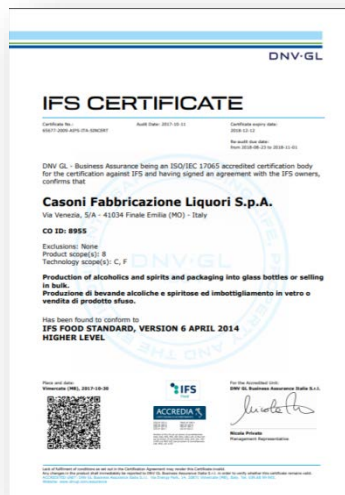 DNV·GL
IFS CERTIFICATE
Certificate No.:
Audit Date: 2017-10-11
Certificate expiry date:
2018-12-12
Re-audit due date:
DNV GL - Business Assurance being an ISO/IEC 17065 accredited certification body
for the certification against IFS and having signed an agreement with the IFS owners,
confirms that
Casoni Fabbricazione Liquori S.p.A.
Via Venezia, 5/A - 41034 Finale Emilia (MO) - Italy
CO ID: 8955
Exclusions: None
Product scope(s): 8
Technology scope(s): C, F
Production of alcoholics and spirits and packaging into glass bottles or selling
in bulk.
Produzione di bevande alcoliche e spiritose ed imbottigliamento in vetro o
vendita di prodotto sfuso.
Has been found to conform to
IFS FOOD STANDARD, VERSION 6 APRIL 2014
HIGHER LEVEL
Place and date:
Vimercate (MB), 2017-10-30
IFS
ACCREDIA
For the Accredited Unit:
DNV GL Business Assurance Italia S.r.l.
Nicola Privato
Management Representative